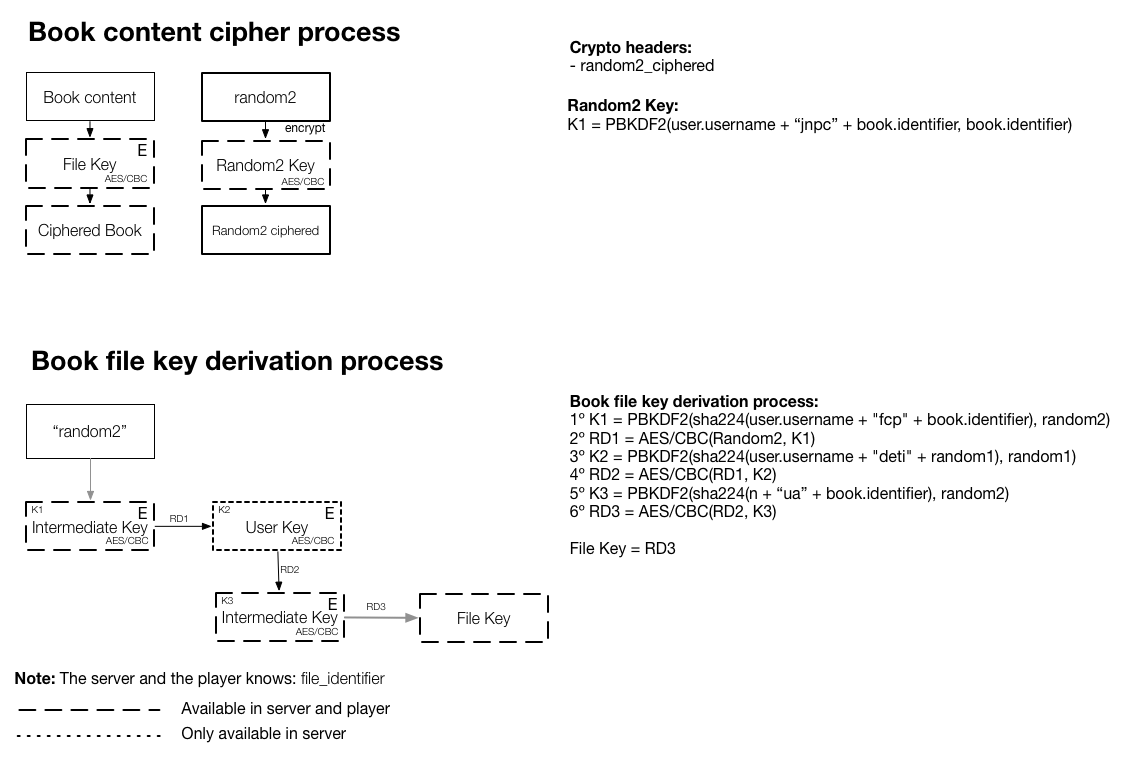 Book content cipher process
Crypto headers:
- random2_ciphered
Book content
random2
encrypt
Random2 Key:
K1 = PBKDF2(user.username + “jnpc” + book.identifier, book.identifier)
E
File Key
AES/CBC
Random2 Key
AES/CBC
Ciphered Book
Random2 ciphered
Book file key derivation process
“random2”
K1
E
Intermediate Key
AES/CBC
RD1
K2
E
User Key
AES/CBC
RD2
K3
E
Intermediate Key
AES/CBC
RD3
File Key
Book file key derivation process:
1º K1 = PBKDF2(sha224(user.username + "fcp" + book.identifier), random2)
2º RD1 = AES/CBC(Random2, K1)
3º K2 = PBKDF2(sha224(user.username + "deti" + random1), random1)
4º RD2 = AES/CBC(RD1, K2)
5º K3 = PBKDF2(sha224(n + “ua” + book.identifier), random2)
6º RD3 = AES/CBC(RD2, K3)
File Key = RD3
Note: The server and the player knows: file_identifier
Available in server and player
Only available in server